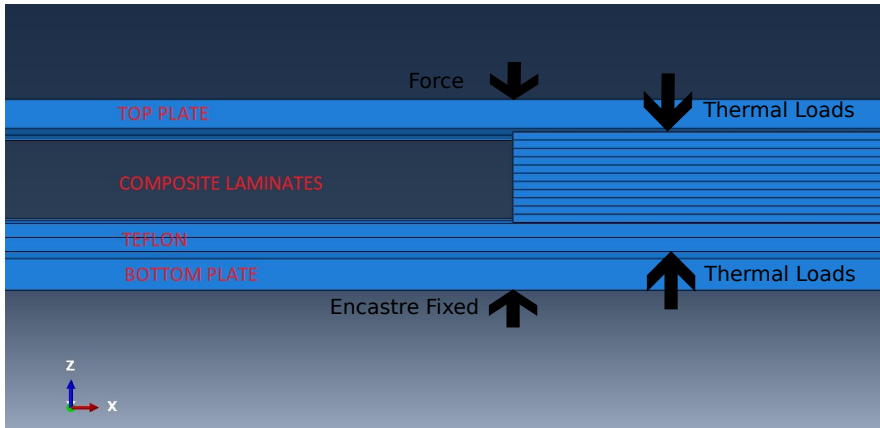 Force
TOP PLATE
Thermal Loads
COMPOSITE LAMINATES
TEFLON
BOTTOM PLATE
Thermal Loads
Encastre Fixed
Z
X